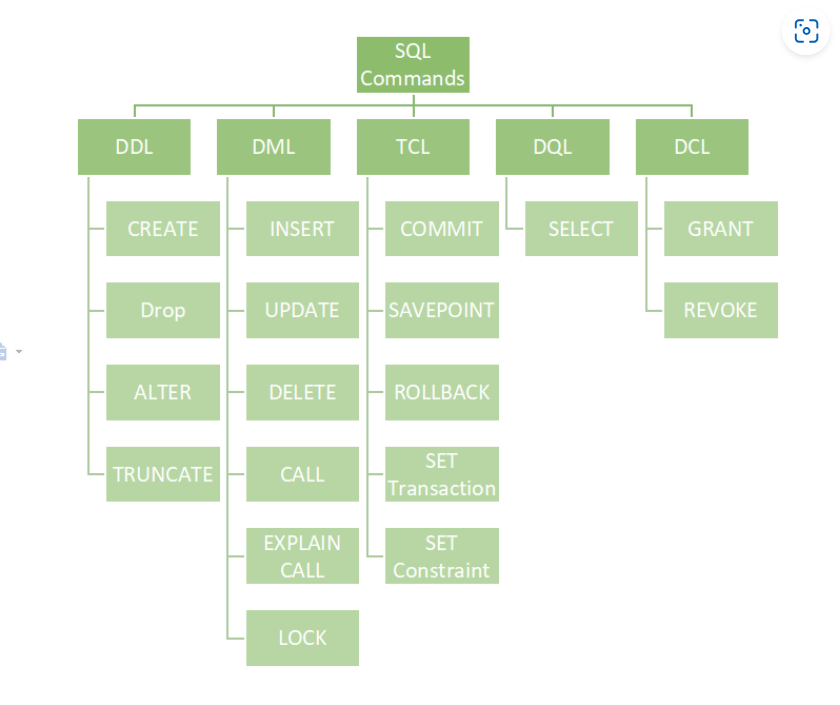 SQL
Commands
DDL
DML
TCL
DQL
DCL
CREATE
INSERT
COMMIT
SELECT
GRANT
Drop
UPDATE
SAVEPOINT
REVOKE
ALTER
DELETE
ROLLBACK
TRUNCATE
CALL
SET
Transaction
EXPLAIN
CALL
SET
Constraint
LOCK